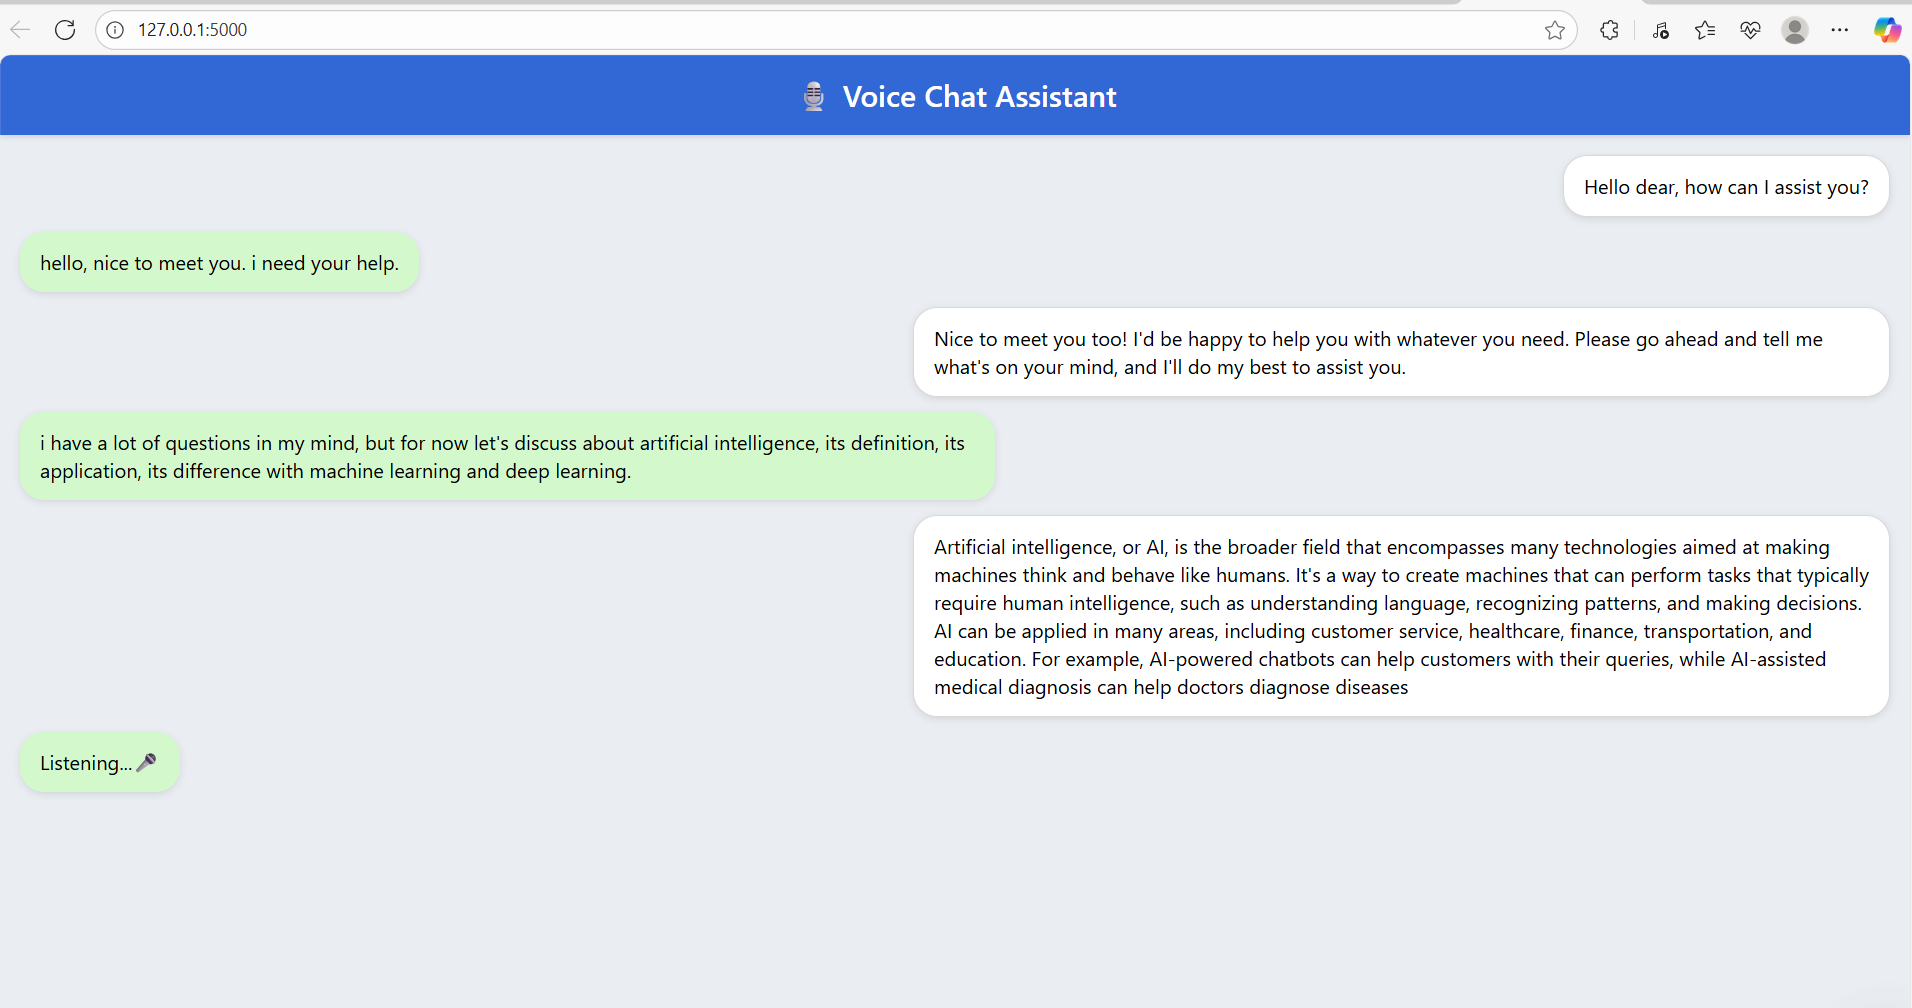 127.0.0.1:5000
Voice Chat Assistant
Hello dear, how can I assist you?
hello, nice to meet you. i need your help.
Nice to meet you too! I'd be happy to help you with whatever you need. Please go ahead and tell me
what's on your mind, and I'll do my best to assist you.
i have a lot of questions in my mind, but for now let's discuss about artificial intelligence, its definition, its
application, its difference with machine learning and deep learning.
Artificial intelligence, or AI, is the broader field that encompasses many technologies aimed at making
machines think and behave like humans. It's a way to create machines that can perform tasks that typically
require human intelligence, such as understanding language, recognizing patterns, and making decisions.
AI can be applied in many areas, including customer service, healthcare, finance, transportation, and
education. For example, AI-powered chatbots can help customers with their queries, while AI-assisted
medical diagnosis can help doctors diagnose diseases
Listening...